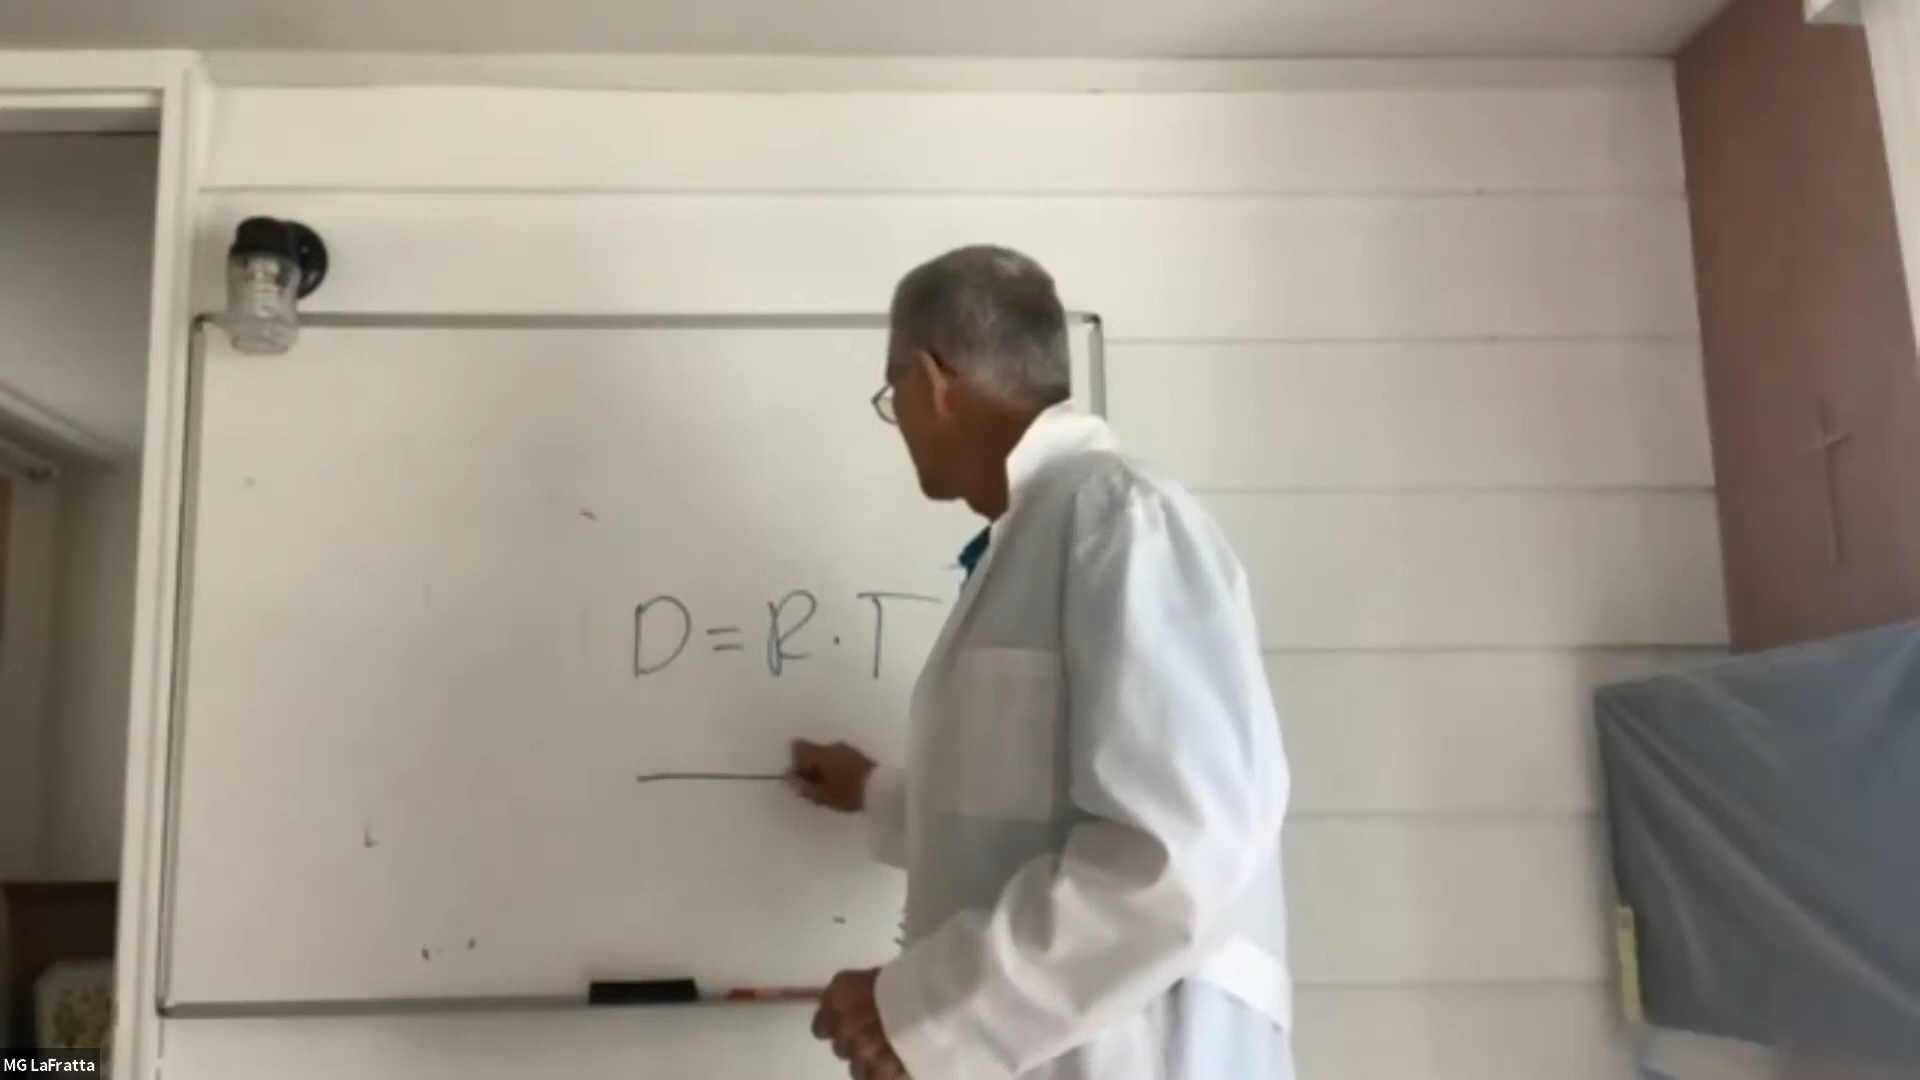 D = R · T
MG LaFratta